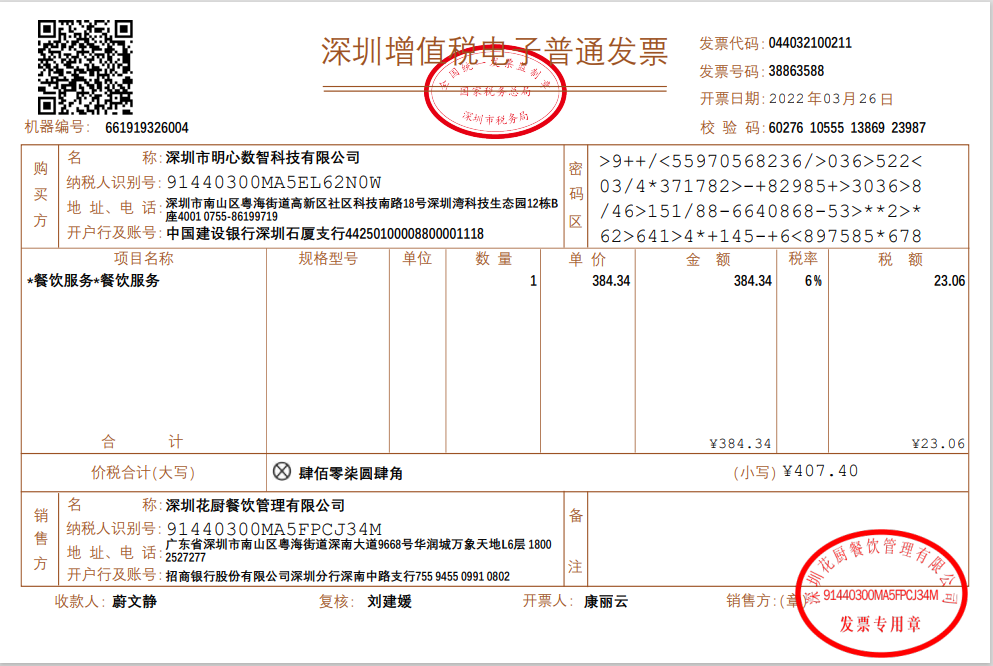 深圳增值税电子普通发票
全国统一发票监制章
国家税务总局
深圳市税务局
发票代码:044032100211
发票号码:38863588
开票日期:2022年03月26日
校 验 码:60276 10555 13869 23987
机器编号: 661919326004
购买方
名 称:深圳市明心数智科技有限公司
纳税人识别号:91440300MA5EL62N0W
地 址、电 话:深圳市南山区粤海街道高新区社区科技南路18号深圳湾科技生态园12栋B
座4001 0755-86199719
开户行及账号:中国建设银行深圳石厦支行44250100008800001118
密码区
>9++/<55970568236/>036>522<
03/4*371782>-+82985+>3036>8
/46>151/88-6640868-53>**2>*
62>641>4*+145-+6<897585*678
项目名称 规格型号 单位 数 量 单 价 金 额 税率 税 额
*餐饮服务*餐饮服务 1 384.34 384.34 6% 23.06
合 计 ¥384.34 ¥23.06
价税合计(大写) 肆佰零柒圆肆角 (小写) ¥407.40
销售方
名 称:深圳花厨餐饮管理有限公司
纳税人识别号:91440300MA5FPCJ34M
地 址、电 话:广东省深圳市南山区粤海街道深南大道9668号华润城万象天地L6层 1800
2527277
开户行及账号:招商银行股份有限公司深圳分行深南中路支行755 9455 0991 0802
备注
收款人: 蔚文静 复核: 刘建媛 开票人: 康丽云 销售方:(章)
深圳花厨餐饮管理有限公司
91440300MA5FPCJ34M
发票专用章